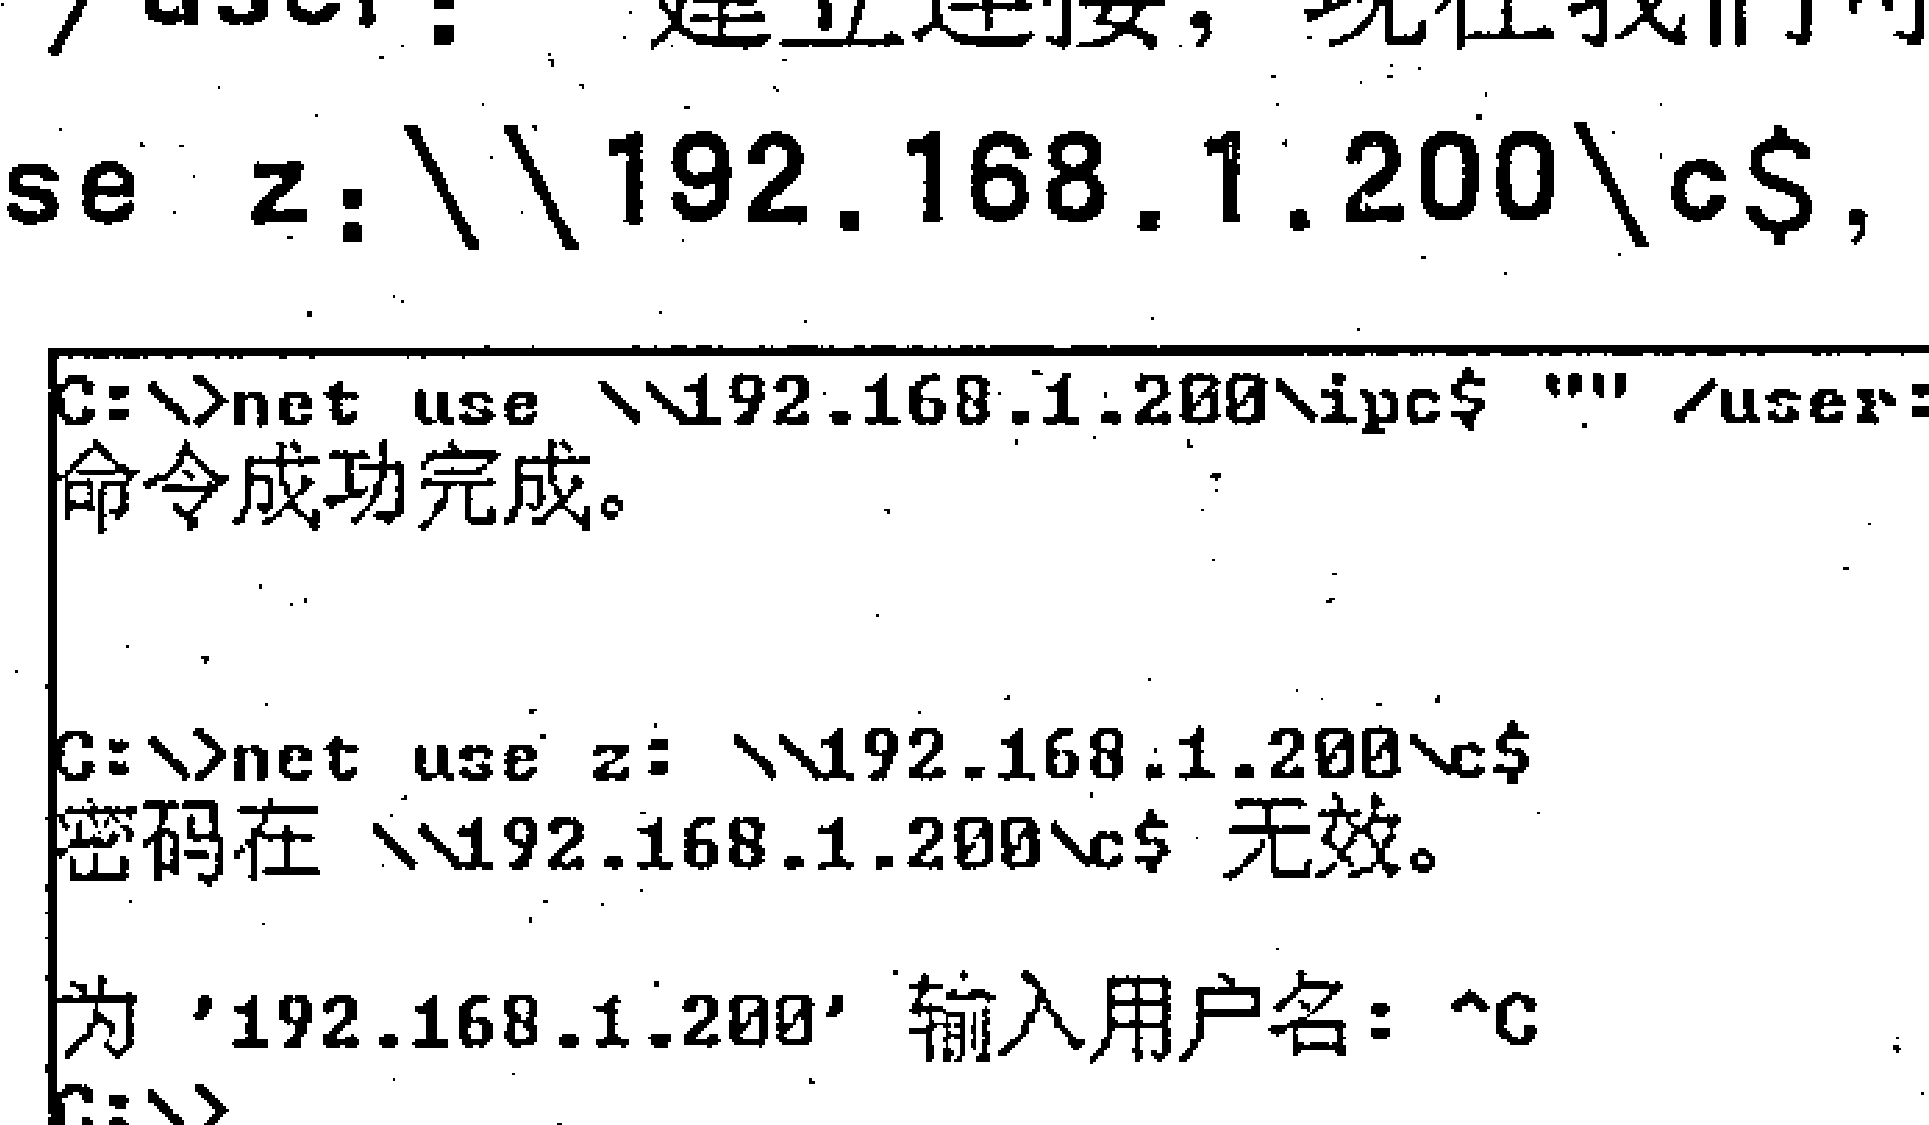 /user: 建立连接，现在我们可
se z:\\192.168.1.200\c$,
C:\>net use \\192.168.1.200\ipc$ "" /user:
命令成功完成。
C:\>net use z: \\192.168.1.200\c$
密码在 \\192.168.1.200\c$ 无效。
为 '192.168.1.200' 输入用户名: ^C
C:\>